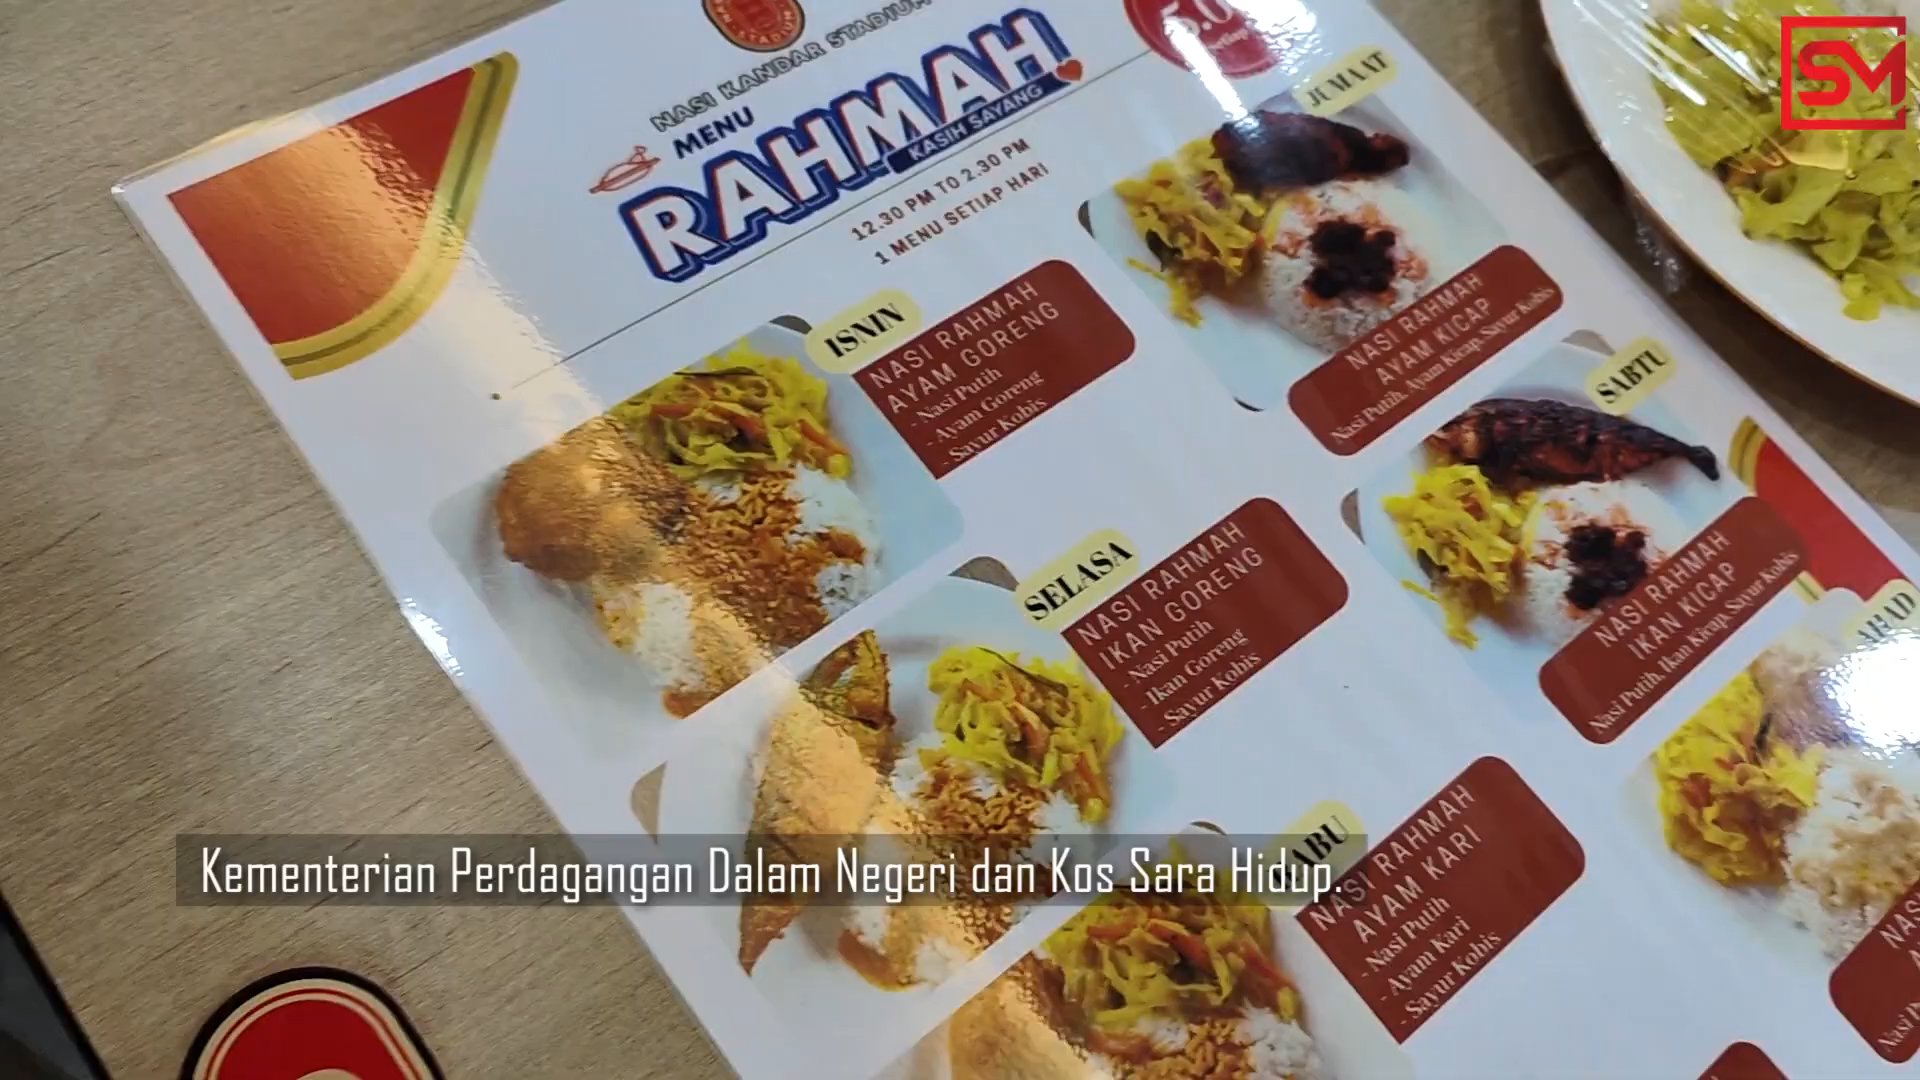 SM
NASI KANDAR STADIUM
MENU
RAHMAH
KASIH SAYANG
12.30 PM TO 2.30 PM
1 MENU SETIAP HARI
ISNIN
NASI RAHMAH
AYAM GORENG
- Nasi Putih
- Ayam Goreng
- Sayur Kobis
SELASA
NASI RAHMAH
IKAN GORENG
- Nasi Putih
- Ikan Goreng
- Sayur Kobis
RABU
NASI RAHMAH
AYAM KARI
- Nasi Putih
- Ayam Kari
- Sayur Kobis
JUMAAT
NASI RAHMAH
AYAM KICAP
Nasi Putih, Ayam Kicap, Sayur Kobis
SABTU
NASI RAHMAH
IKAN KICAP
Nasi Putih, Ikan Kicap, Sayur Kobis
AHAD
Kementerian Perdagangan Dalam Negeri dan Kos Sara Hidup.